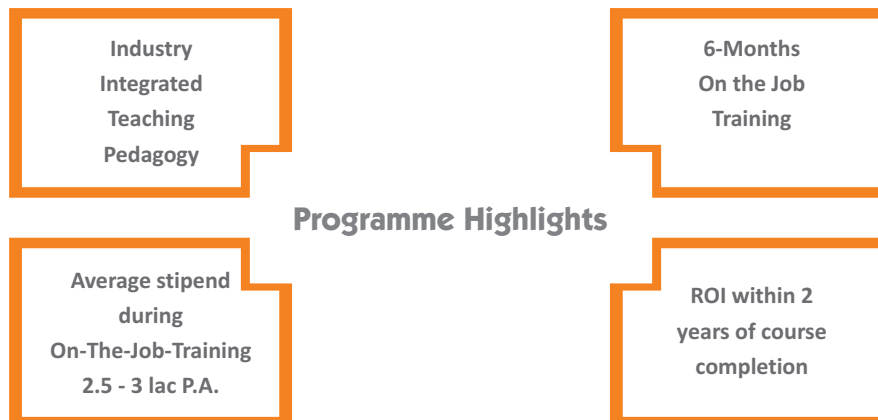 Industry
Integrated
Teaching
Pedagogy
6-Months
On the Job
Training
Programme Highlights
Average stipend
during
On-The-Job-Training
2.5 - 3 lac P.A.
ROI within 2
years of course
completion